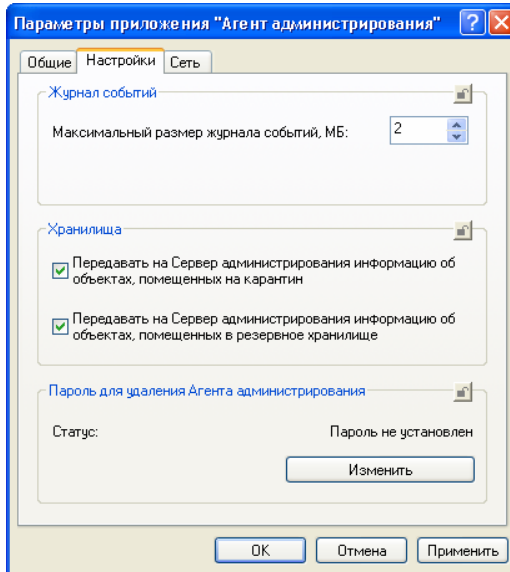 Параметры приложения "Агент администрирования"
Общие Настройки Сеть
Журнал событий
Максимальный размер журнала событий, МБ: 2
Хранилища
Передавать на Сервер администрирования информацию об
объектах, помещенных на карантин
Передавать на Сервер администрирования информацию об
объектах, помещенных в резервное хранилище
Пароль для удаления Агента администрирования
Статус: Пароль не установлен
Изменить
OK Отмена Применить